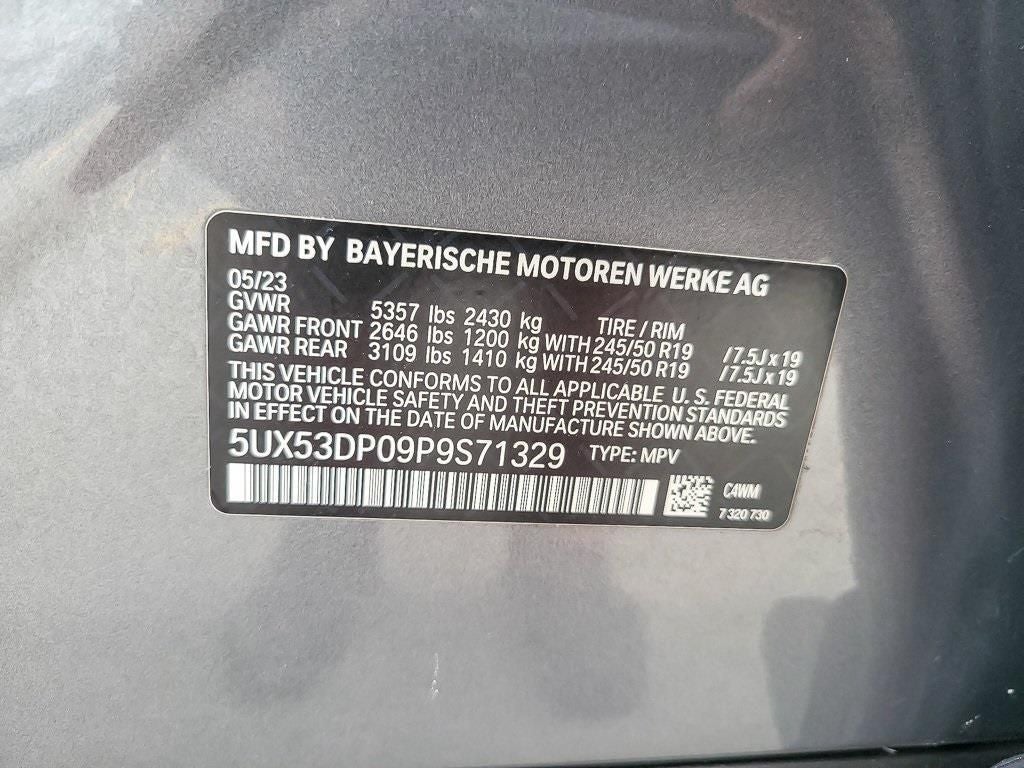 MFD BY BAYERISCHE MOTOREN WERKE AG
05/23
GVWR 5357 lbs 2430 kg TIRE / RIM
GAWR FRONT 2646 lbs 1200 kg WITH 245/50 R19 / 7.5J x 19
GAWR REAR 3109 lbs 1410 kg WITH 245/50 R19 / 7.5J x 19
THIS VEHICLE CONFORMS TO ALL APPLICABLE U. S. FEDERAL
MOTOR VEHICLE SAFETY AND THEFT PREVENTION STANDARDS
IN EFFECT ON THE DATE OF MANUFACTURE SHOWN ABOVE.
5UX53DP09P9S71329 TYPE: MPV
C4WM
7 320 730